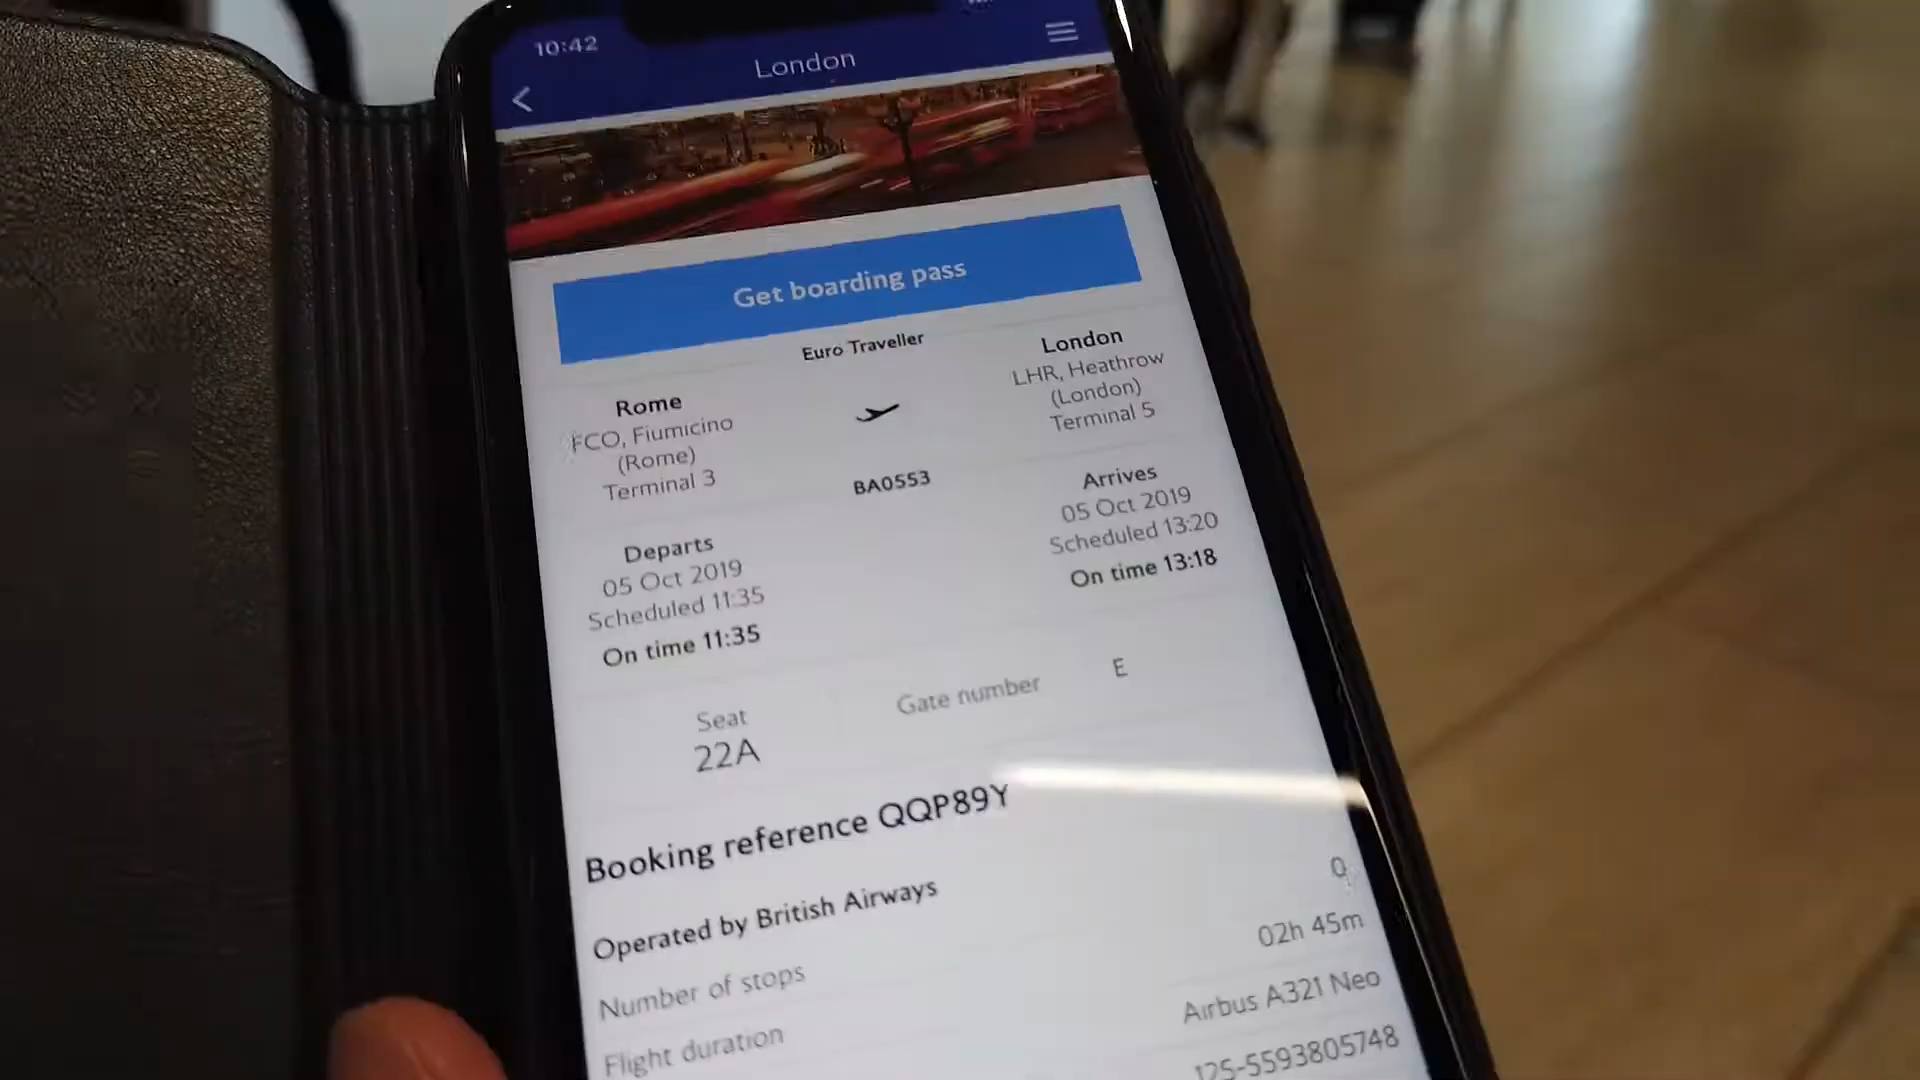 10:42
London
Get boarding pass
Euro Traveller
Rome
FCO, Fiumicino
(Rome)
Terminal 3
London
LHR, Heathrow
(London)
Terminal 5
BA0553
Departs
05 Oct 2019
Scheduled 11:35
On time 11:35
Arrives
05 Oct 2019
Scheduled 13:20
On time 13:18
Seat
22A
Gate number E
Booking reference QQP89Y
Operated by British Airways
Number of stops 0
Flight duration 02h 45m
Airbus A321 Neo
125-5593805748